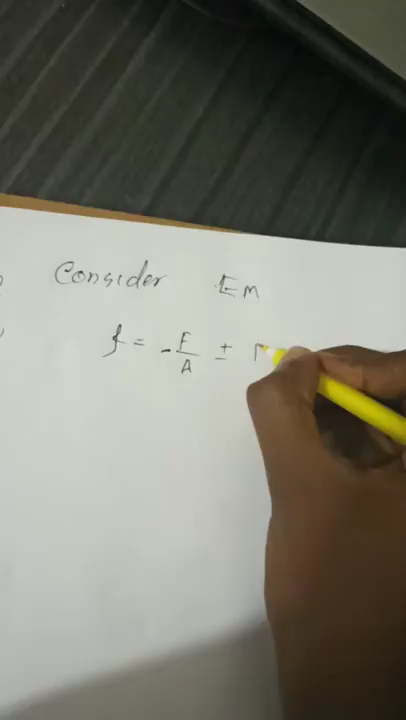 Consider Em
f = - F/A ±